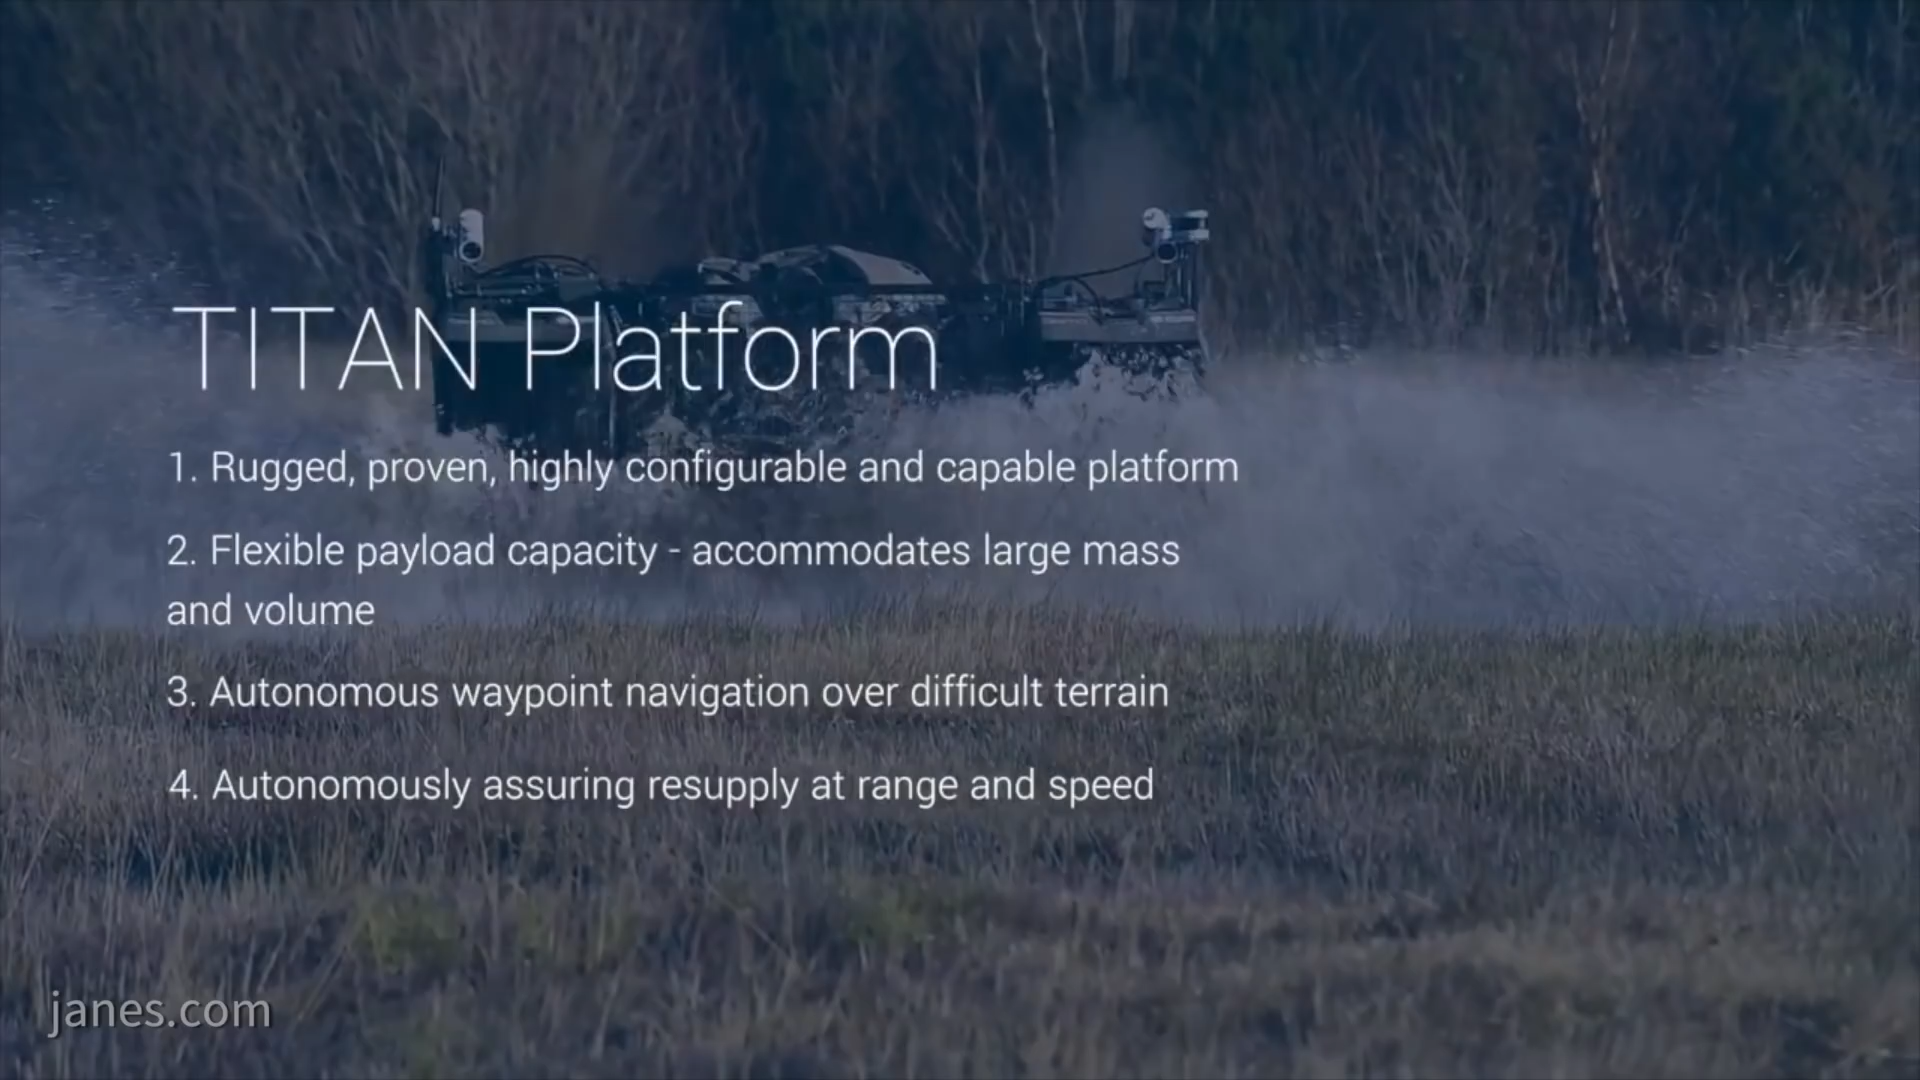 TITAN Platform
1. Rugged, proven, highly configurable and capable platform
2. Flexible payload capacity - accommodates large mass
and volume
3. Autonomous waypoint navigation over difficult terrain
4. Autonomously assuring resupply at range and speed
janes.com